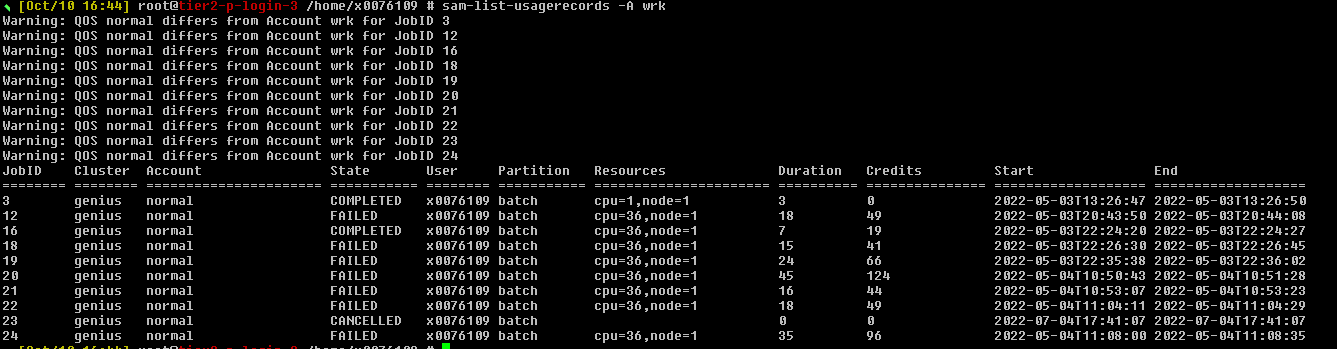 [Oct/10 16:44] root@tier2-p-login-3 /home/x0076109 # sam-list-usagerecords -A wrk
Warning: QOS normal differs from Account wrk for JobID 3
Warning: QOS normal differs from Account wrk for JobID 12
Warning: QOS normal differs from Account wrk for JobID 16
Warning: QOS normal differs from Account wrk for JobID 18
Warning: QOS normal differs from Account wrk for JobID 19
Warning: QOS normal differs from Account wrk for JobID 20
Warning: QOS normal differs from Account wrk for JobID 21
Warning: QOS normal differs from Account wrk for JobID 22
Warning: QOS normal differs from Account wrk for JobID 23
Warning: QOS normal differs from Account wrk for JobID 24
JobID    Cluster  Account                State       User     Partition   Resources               Duration   Credits         Start               End
======== ======== ====================== =========== ======== =========== ====================== ========== =============== =================== ===================
3        genius   normal                 COMPLETED   x0076109 batch       cpu=1,node=1           3          0               2022-05-03T13:26:47 2022-05-03T13:26:50
12       genius   normal                 FAILED      x0076109 batch       cpu=36,node=1          18         49              2022-05-03T20:43:50 2022-05-03T20:44:08
16       genius   normal                 COMPLETED   x0076109 batch       cpu=36,node=1          7          19              2022-05-03T22:24:20 2022-05-03T22:24:27
18       genius   normal                 FAILED      x0076109 batch       cpu=36,node=1          15         41              2022-05-03T22:26:30 2022-05-03T22:26:45
19       genius   normal                 FAILED      x0076109 batch       cpu=36,node=1          24         66              2022-05-03T22:35:38 2022-05-03T22:36:02
20       genius   normal                 FAILED      x0076109 batch       cpu=36,node=1          45         124             2022-05-04T10:50:43 2022-05-04T10:51:28
21       genius   normal                 FAILED      x0076109 batch       cpu=36,node=1          16         44              2022-05-04T10:53:07 2022-05-04T10:53:23
22       genius   normal                 FAILED      x0076109 batch       cpu=36,node=1          18         49              2022-05-04T11:04:11 2022-05-04T11:04:29
23       genius   normal                 CANCELLED   x0076109 batch                              0          0               2022-07-04T17:41:07 2022-07-04T17:41:07
24       genius   normal                 FAILED      x0076109 batch       cpu=36,node=1          35         96              2022-05-04T11:08:00 2022-05-04T11:08:35
[Oct/10 16:44] root@tier2-p-login-3 /home/x0076109 #